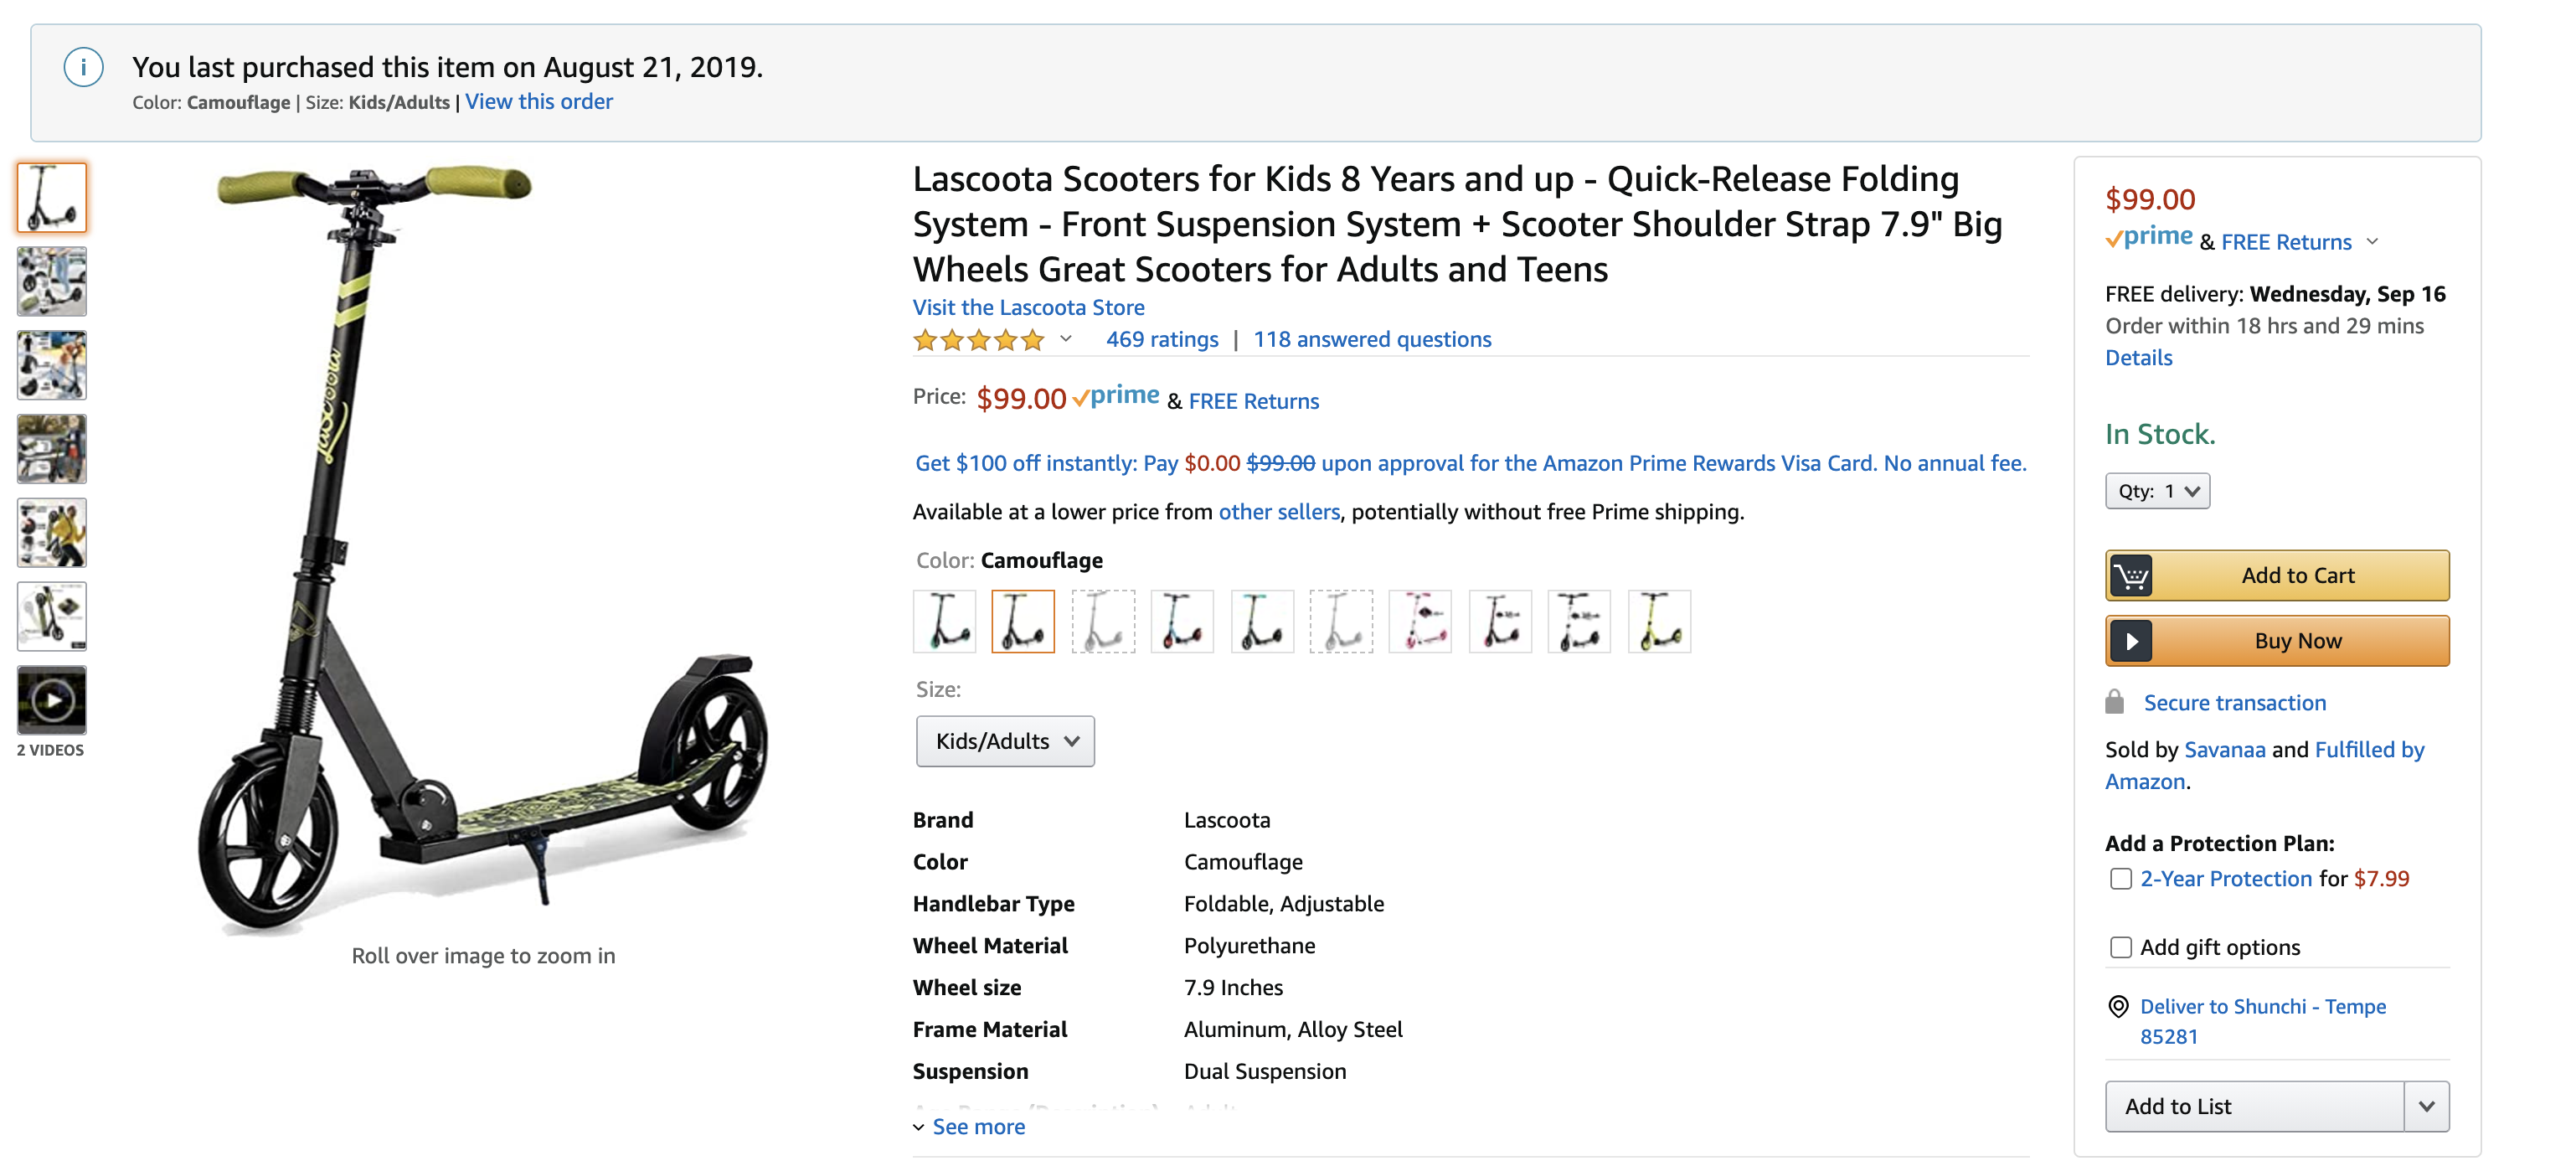 You last purchased this item on August 21, 2019.
Color: Camouflage | Size: Kids/Adults | View this order
Lascoota
2 VIDEOS
Roll over image to zoom in
Lascoota Scooters for Kids 8 Years and up - Quick-Release Folding
System - Front Suspension System + Scooter Shoulder Strap 7.9" Big
Wheels Great Scooters for Adults and Teens
Visit the Lascoota Store
469 ratings | 118 answered questions
Price: $99.00 prime & FREE Returns
Get $100 off instantly: Pay $0.00 $99.00 upon approval for the Amazon Prime Rewards Visa Card. No annual fee.
Available at a lower price from other sellers, potentially without free Prime shipping.
Color: Camouflage
Size:
Kids/Adults
Brand Lascoota
Color Camouflage
Handlebar Type Foldable, Adjustable
Wheel Material Polyurethane
Wheel size 7.9 Inches
Frame Material Aluminum, Alloy Steel
Suspension Dual Suspension
See more
$99.00
prime & FREE Returns
FREE delivery: Wednesday, Sep 16
Order within 18 hrs and 29 mins
Details
In Stock.
Qty: 1
Add to Cart
Buy Now
Secure transaction
Sold by Savanaa and Fulfilled by
Amazon.
Add a Protection Plan:
2-Year Protection for $7.99
Add gift options
Deliver to Shunchi - Tempe
85281
Add to List